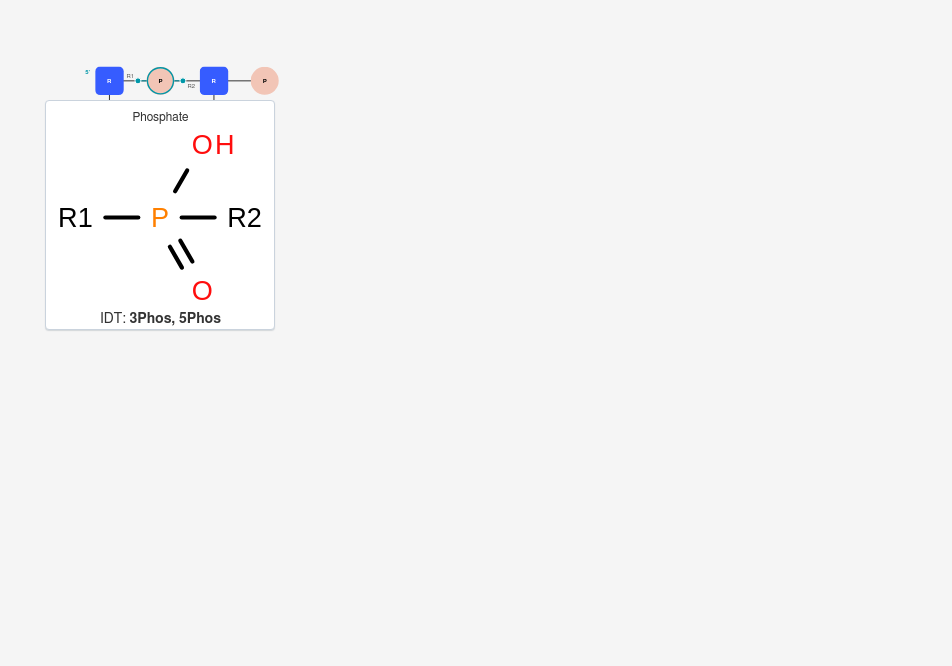 5'
R R1 P R2 R P
Phosphate
OH
R1 P R2
O
IDT: 3Phos, 5Phos